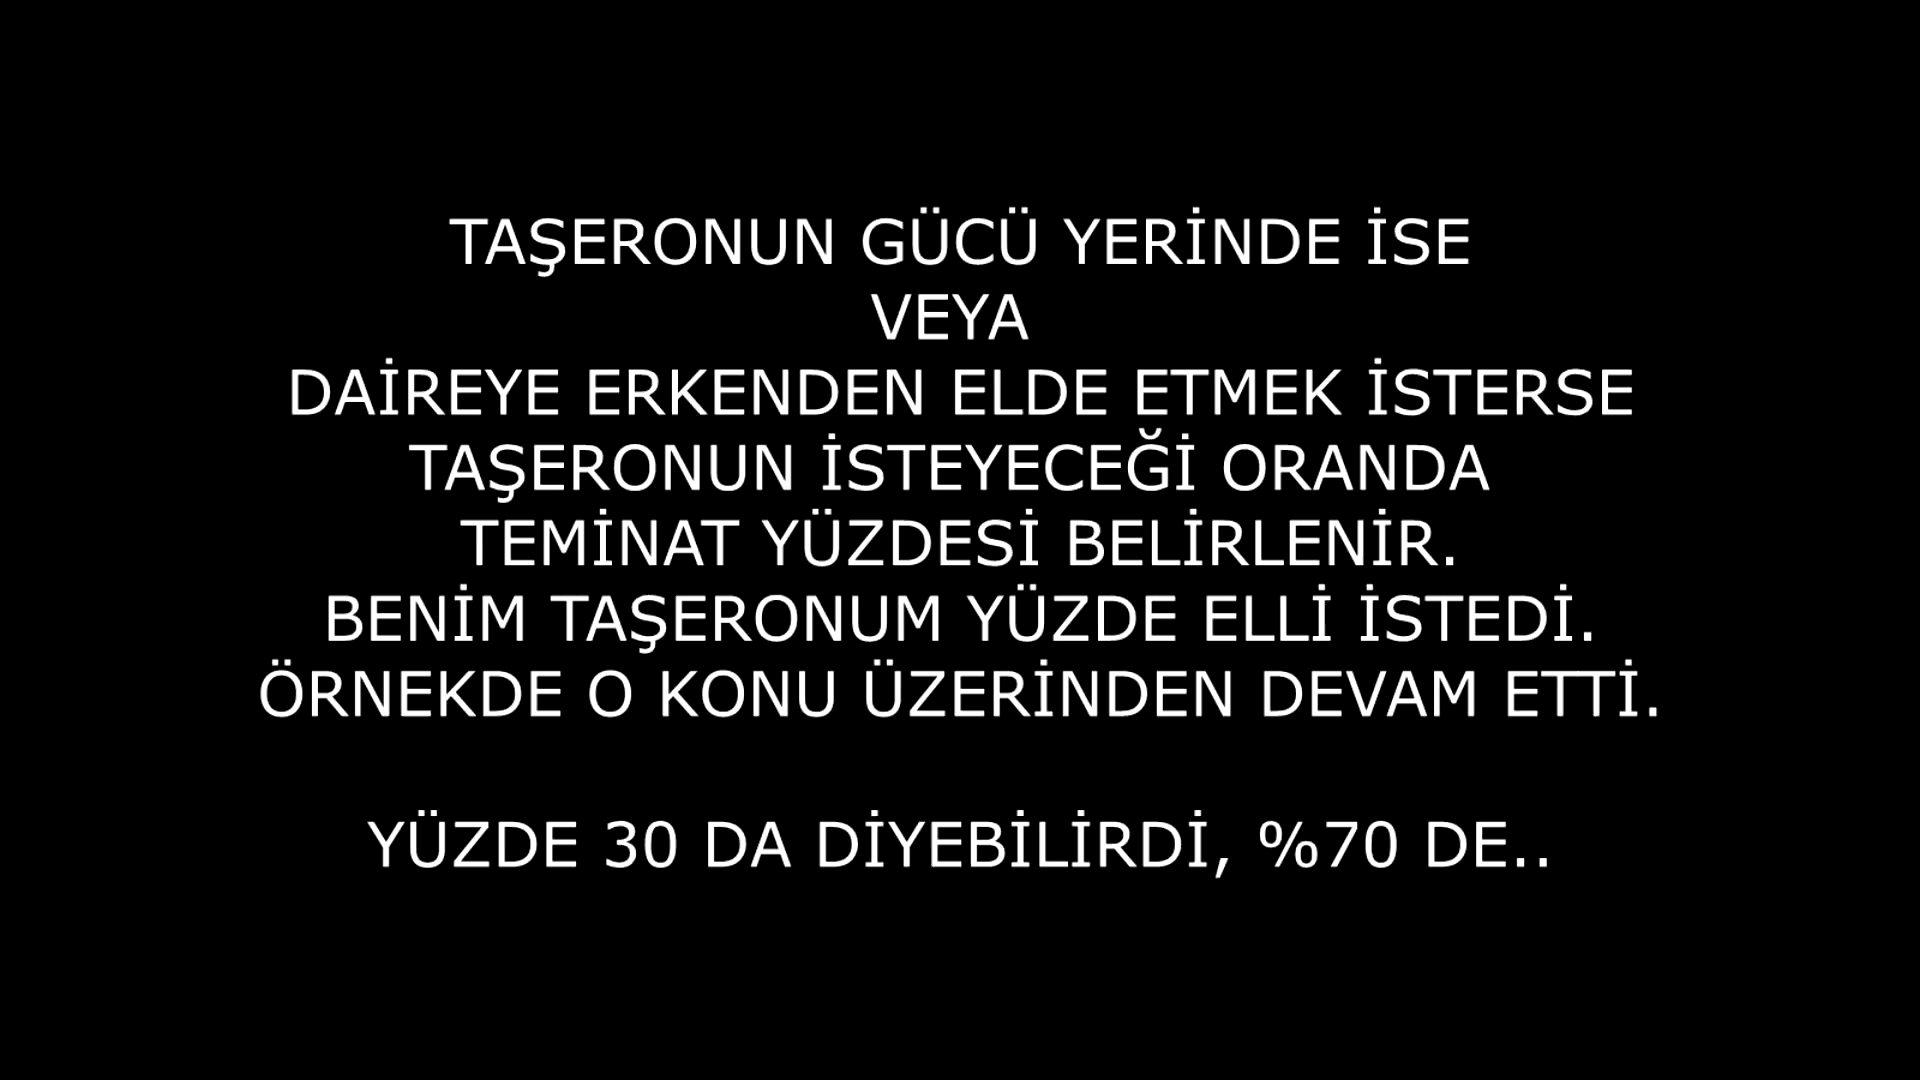 TAŞERONUN GÜCÜ YERİNDE İSE
VEYA
DAİREYE ERKENDEN ELDE ETMEK İSTERSE
TAŞERONUN İSTEYECEĞİ ORANDA
TEMİNAT YÜZDESİ BELİRLENİR.
BENİM TAŞERONUM YÜZDE ELLİ İSTEDİ.
ÖRNEKDE O KONU ÜZERİNDEN DEVAM ETTİ.
YÜZDE 30 DA DİYEBİLİRDİ, %70 DE..